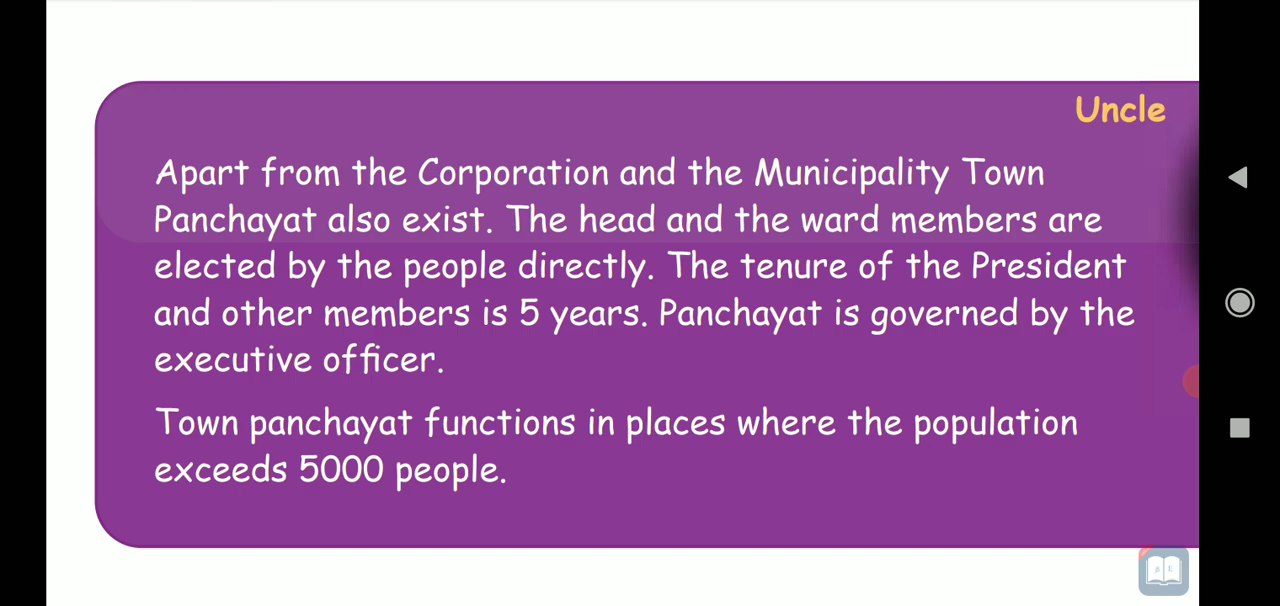 Uncle
Apart from the Corporation and the Municipality Town
Panchayat also exist. The head and the ward members are
elected by the people directly. The tenure of the President
and other members is 5 years. Panchayat is governed by the
executive officer.
Town panchayat functions in places where the population
exceeds 5000 people.